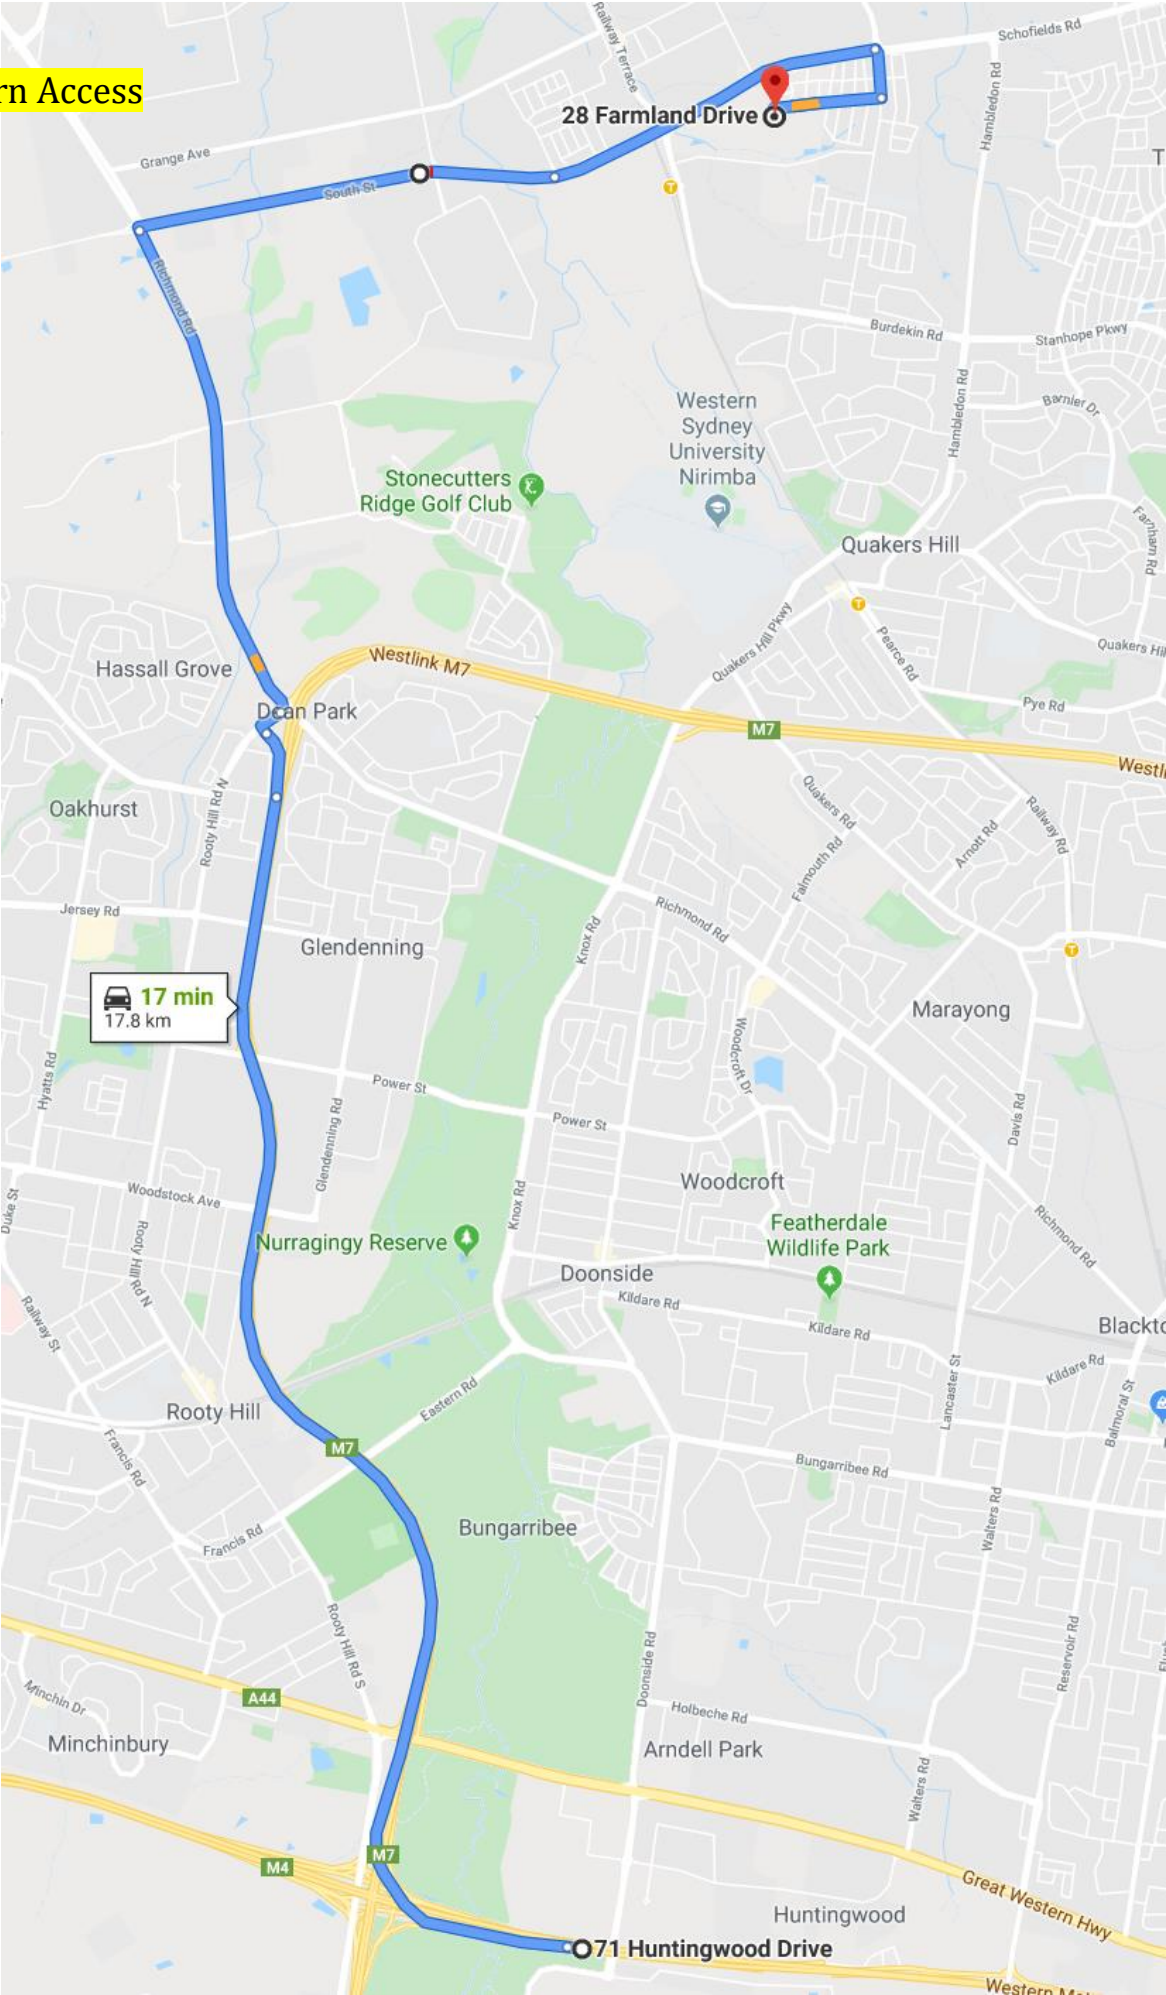 Schofields Rd
Railway Terrace
rn Access
Hambledon Rd
28 Farmland Drive
Grange Ave
T
South St
T
Richmond Rd
Burdekin Rd
Stanhope Pkwy
Hambledon Rd
Barnier Dr
Western
Sydney
University
Nirimba
Stonecutters
Ridge Golf Club
Farnham Rd
Quakers Hill
T
Quakers Hill Pkwy
Pearce Rd
Quakers Hil
Hassall Grove
Westlink M7
Pye Rd
Dean Park
M7
Westli
Oakhurst
Rooty Hill Rd N
Quakers Rd
Railway Rd
Arnott Rd
Falmouth Rd
Jersey Rd
Richmond Rd
Knox Rd
Glendenning
T
17 min
17.8 km
Marayong
Woodcroft Dr
Hyatts Rd
Power St
Power St
Davis Rd
Glendenning Rd
Woodcroft
Woodstock Ave
Duke St
Knox Rd
Rooty Hill Rd N
Nurragingy Reserve
Featherdale
Wildlife Park
Richmond Rd
Doonside
Kildare Rd
Kildare Rd
Blackto
Railway St
Kildare Rd
Lancaster St
Balmoral St
Eastern Rd
Rooty Hill
M7
Francis Rd
Bungarribee Rd
Walters Rd
Francis Rd
Bungarribee
Rooty Hill Rd S
Doonside Rd
Reservoir Rd
A44
Minchin Dr
Holbeche Rd
Minchinbury
Arndell Park
Walters Rd
M7
M4
Great Western Hwy
Huntingwood
71 Huntingwood Drive